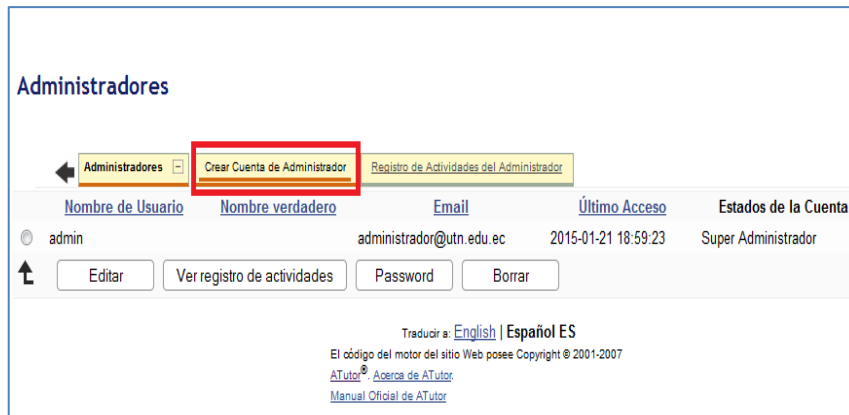 Administradores
Administradores Crear Cuenta de Administrador Registro de Actividades del Administrador
Nombre de Usuario Nombre verdadero Email Último Acceso Estados de la Cuenta
admin administrador@utn.edu.ec 2015-01-21 18:59:23 Super Administrador
Editar Ver registro de actividades Password Borrar
Traducir a: English | Español ES
El código del motor del sitio Web posee Copyright © 2001-2007
ATutor®. Acerca de ATutor.
Manual Oficial de ATutor